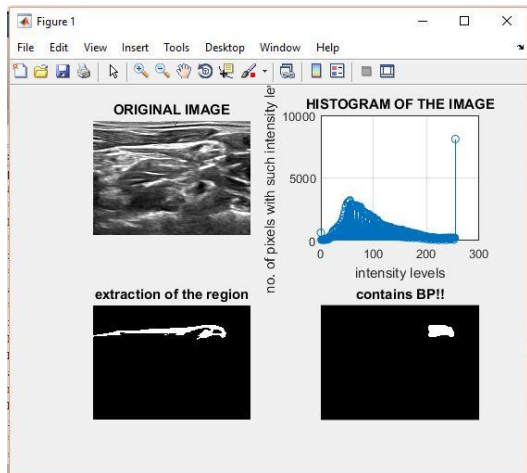 Figure 1
File Edit View Insert Tools Desktop Window Help
ORIGINAL IMAGE
HISTOGRAM OF THE IMAGE
no. of pixels with such intensity le
10000
5000
0
0 100 200 300
intensity levels
extraction of the region
contains BP!!